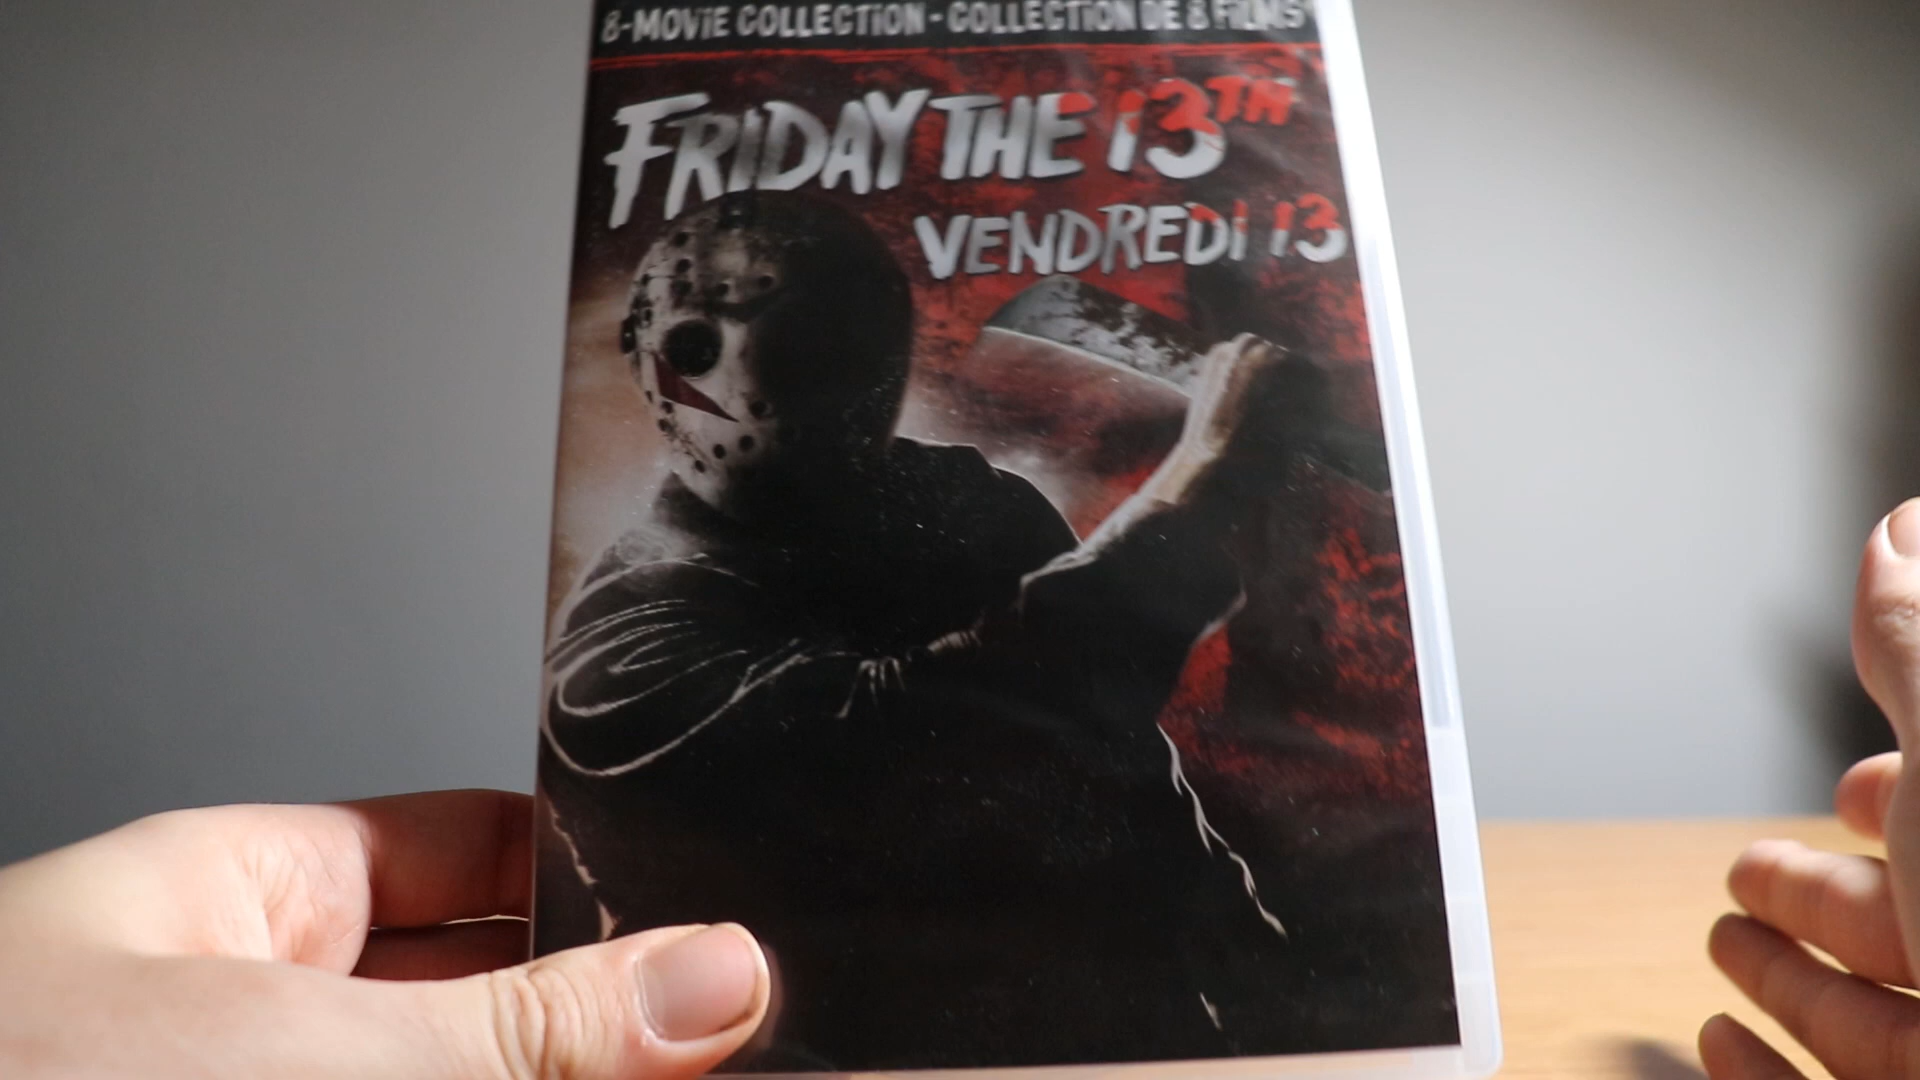 8-MOViE COLLECTiON - COLLECTiON DE 8 FiLMS
FRiDAY THE 13TH
VENDREDi 13